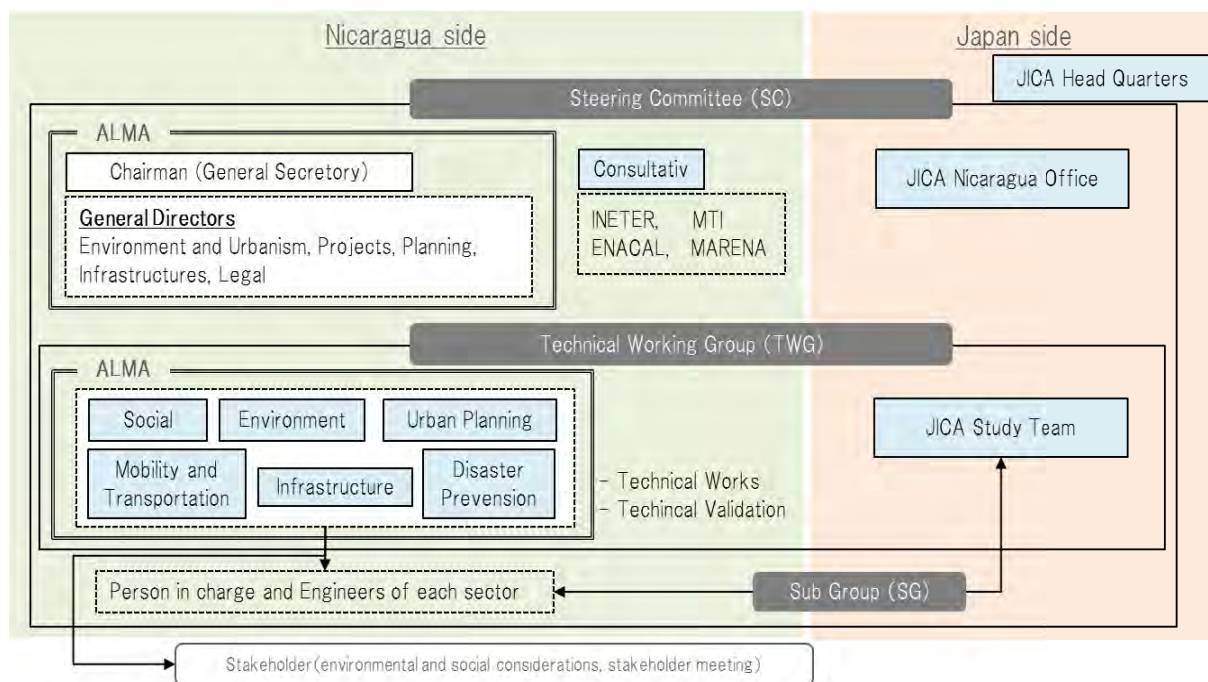 Nicaragua side
Japan side
JICA Head Quarters
Steering Committee (SC)
ALMA
Chairman (General Secretory)
General Directors
Environment and Urbanism, Projects, Planning,
Infrastructures, Legal
Consultativ
INETER, MTI
ENACAL, MARENA
JICA Nicaragua Office
Technical Working Group (TWG)
ALMA
Social
Environment
Urban Planning
Mobility and
Transportation
Infrastructure
Disaster
Prevension
- Technical Works
- Techincal Validation
JICA Study Team
Person in charge and Engineers of each sector
Sub Group (SG)
Stakeholder(environmental and social considerations, stakeholder meeting)